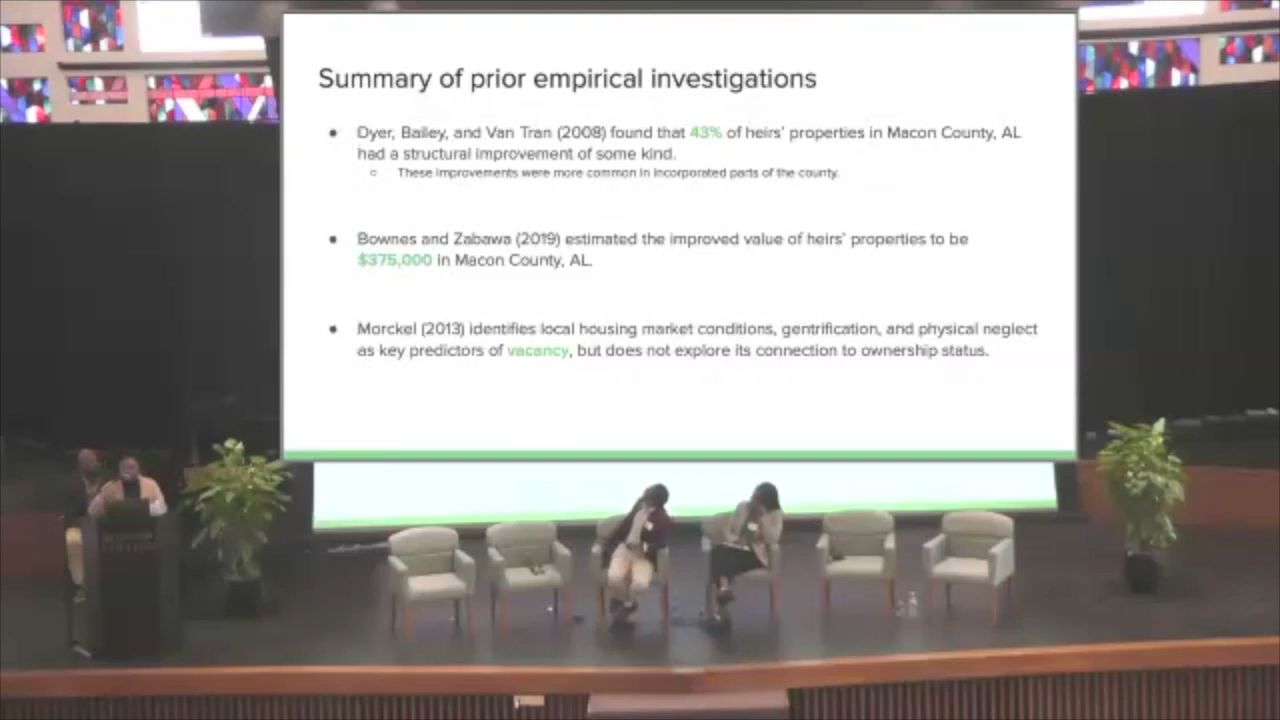 Summary of prior empirical investigations
● Dyer, Bailey, and Van Tran (2008) found that 43% of heirs' properties in Macon County, AL
had a structural improvement of some kind.
○ These improvements were more common in incorporated parts of the county.
● Bownes and Zabawa (2019) estimated the improved value of heirs' properties to be
$375,000 in Macon County, AL.
● Morckel (2013) identifies local housing market conditions, gentrification, and physical neglect
as key predictors of vacancy, but does not explore its connection to ownership status.